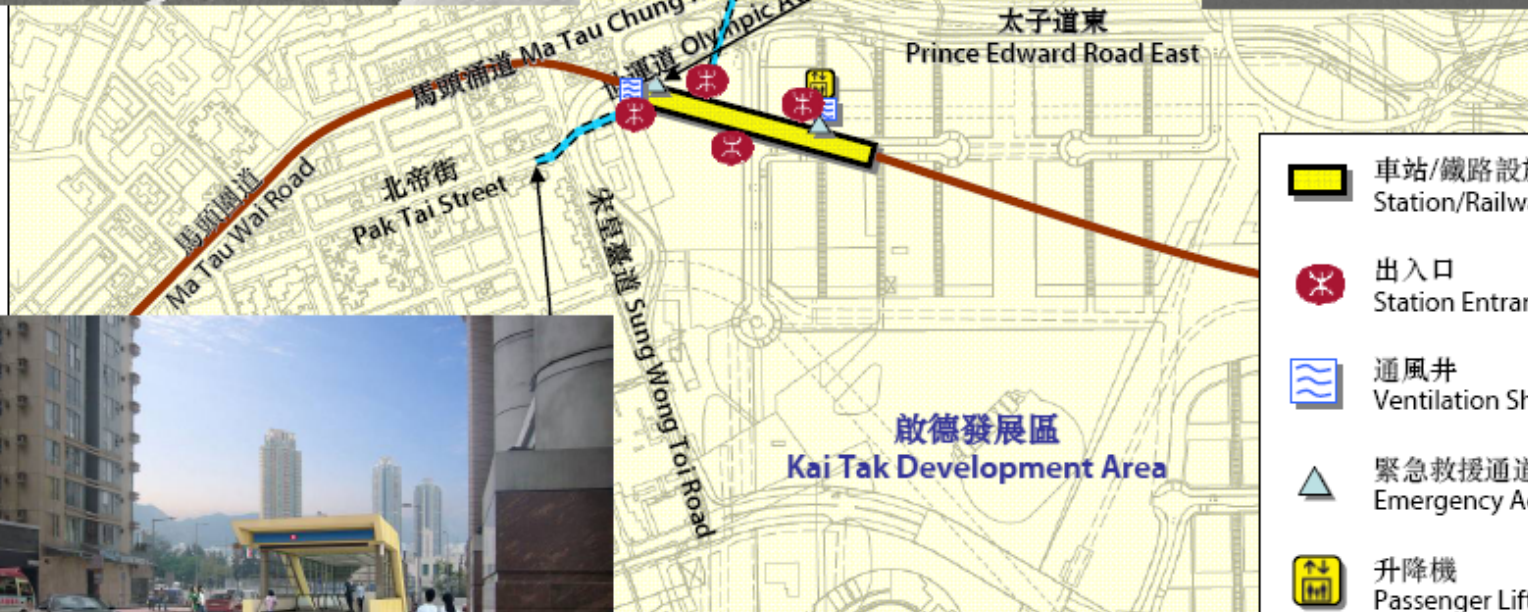 馬頭涌道 Ma Tau Chung
運道 Olympic
太子道東
Prince Edward Road East
馬頭圍道
Ma Tau Wai Road
北帝街
Pak Tai Street
宋皇臺道 Sung Wong Toi Road
啟德發展區
Kai Tak Development Area
車站/鐵路設
Station/Railw
出入口
Station Entra
通風井
Ventilation Sh
緊急救援通道
Emergency A
升降機
Passenger Lif